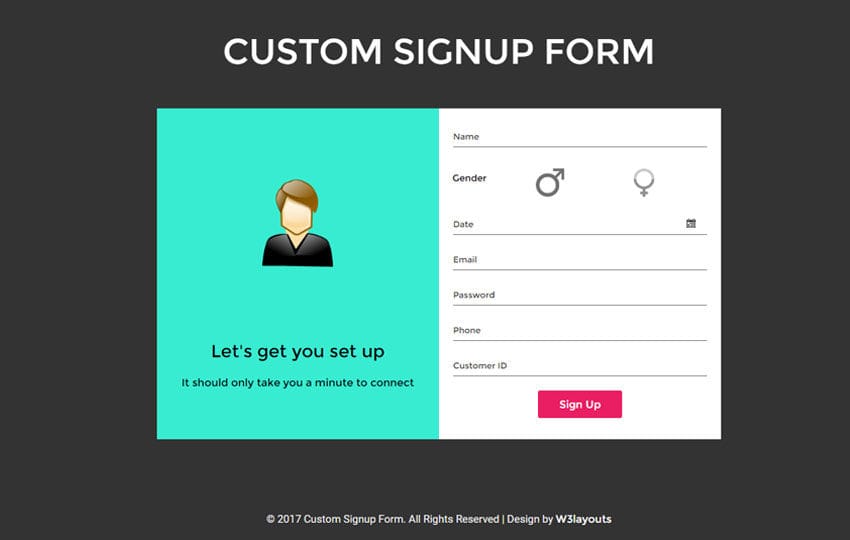 CUSTOM SIGNUP FORM
Let's get you set up
It should only take you a minute to connect
Name
Gender
Date
Email
Password
Phone
Customer ID
Sign Up
© 2017 Custom Signup Form. All Rights Reserved | Design by W3layouts